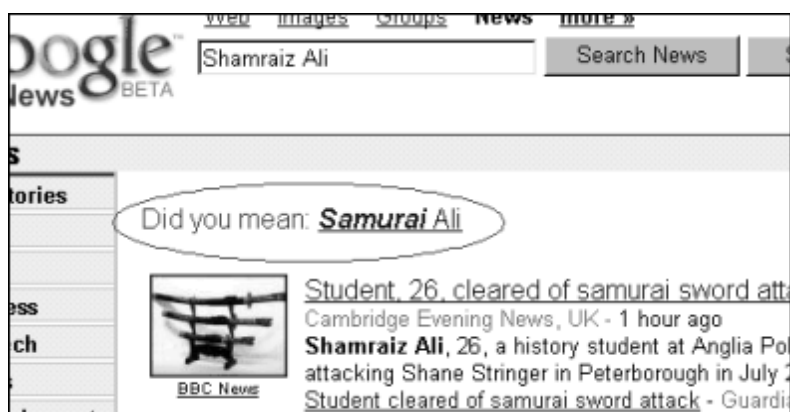 Web Images Groups News more »
oogle
News BETA
Shamraiz Ali
Search News
S
s
tories
Did you mean: Samurai Ali
ess
ch
s
BBC News
Student, 26, cleared of samurai sword atta
Cambridge Evening News, UK - 1 hour ago
Shamraiz Ali, 26, a history student at Anglia Pol
attacking Shane Stringer in Peterborough in July 2
Student cleared of samurai sword attack - Guardia